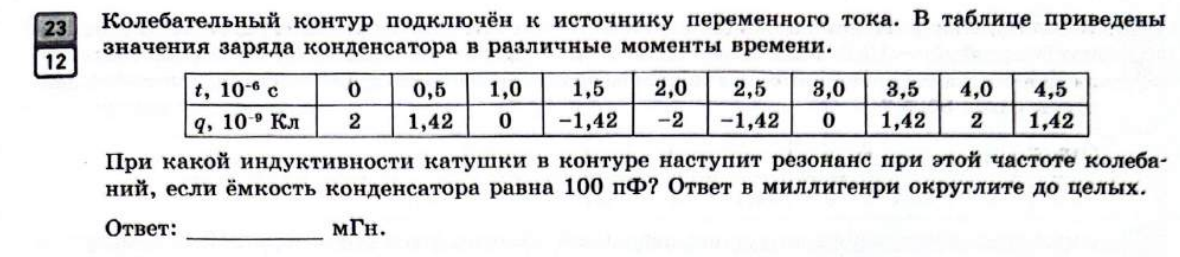 23
12
Колебательный контур подключён к источнику переменного тока. В таблице приведены
значения заряда конденсатора в различные моменты времени.
t, 10⁻⁶ с 0 0,5 1,0 1,5 2,0 2,5 3,0 3,5 4,0 4,5
q, 10⁻⁹ Кл 2 1,42 0 −1,42 −2 −1,42 0 1,42 2 1,42
При какой индуктивности катушки в контуре наступит резонанс при этой частоте колеба-
ний, если ёмкость конденсатора равна 100 пФ? Ответ в миллигенри округлите до целых.
Ответ: ____________ мГн.